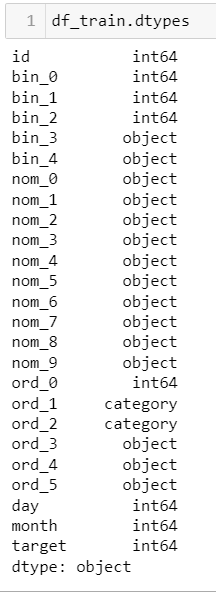 1 df_train.dtypes
id int64
bin_0 int64
bin_1 int64
bin_2 int64
bin_3 object
bin_4 object
nom_0 object
nom_1 object
nom_2 object
nom_3 object
nom_4 object
nom_5 object
nom_6 object
nom_7 object
nom_8 object
nom_9 object
ord_0 int64
ord_1 category
ord_2 category
ord_3 object
ord_4 object
ord_5 object
day int64
month int64
target int64
dtype: object